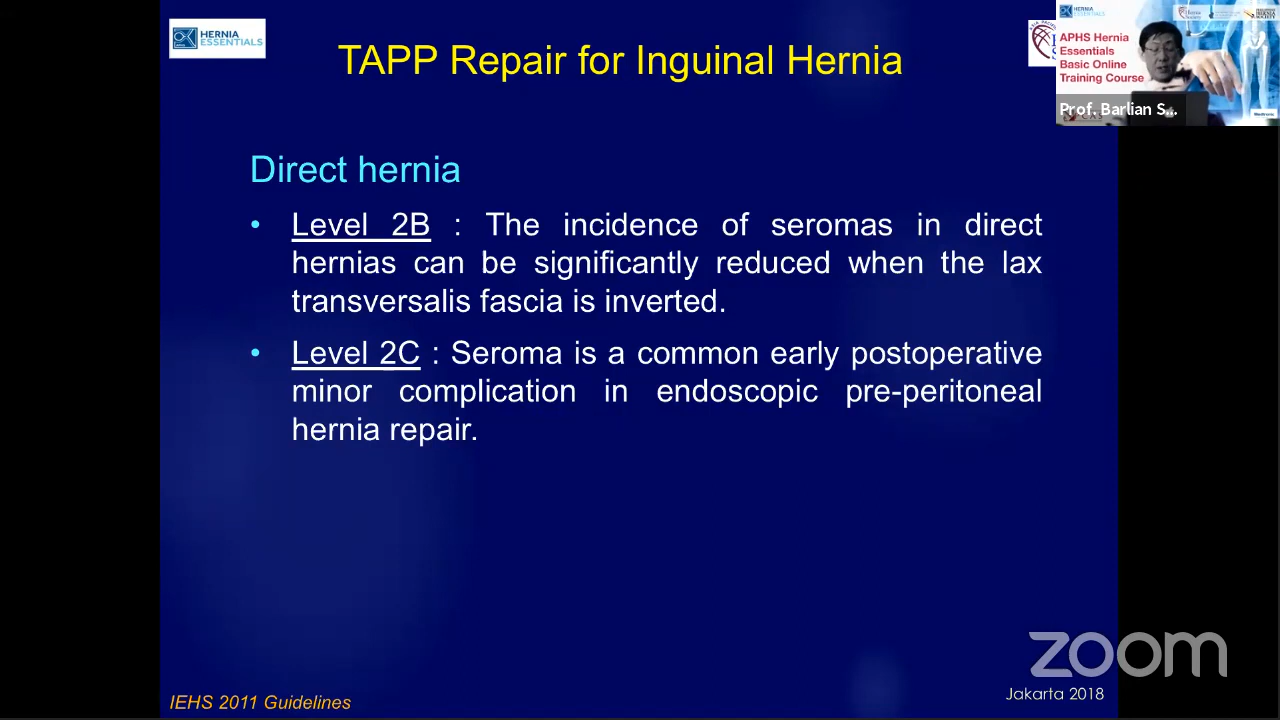 HERNIA
ESSENTIALS
TAPP Repair for Inguinal Hernia
HERNIA
ESSENTIALS
APHS Hernia
Essentials
Basic Online
Training Course
Prof. Barlian S...
Direct hernia
• Level 2B : The incidence of seromas in direct
hernias can be significantly reduced when the lax
transversalis fascia is inverted.
• Level 2C : Seroma is a common early postoperative
minor complication in endoscopic pre-peritoneal
hernia repair.
zoom
Jakarta 2018
IEHS 2011 Guidelines